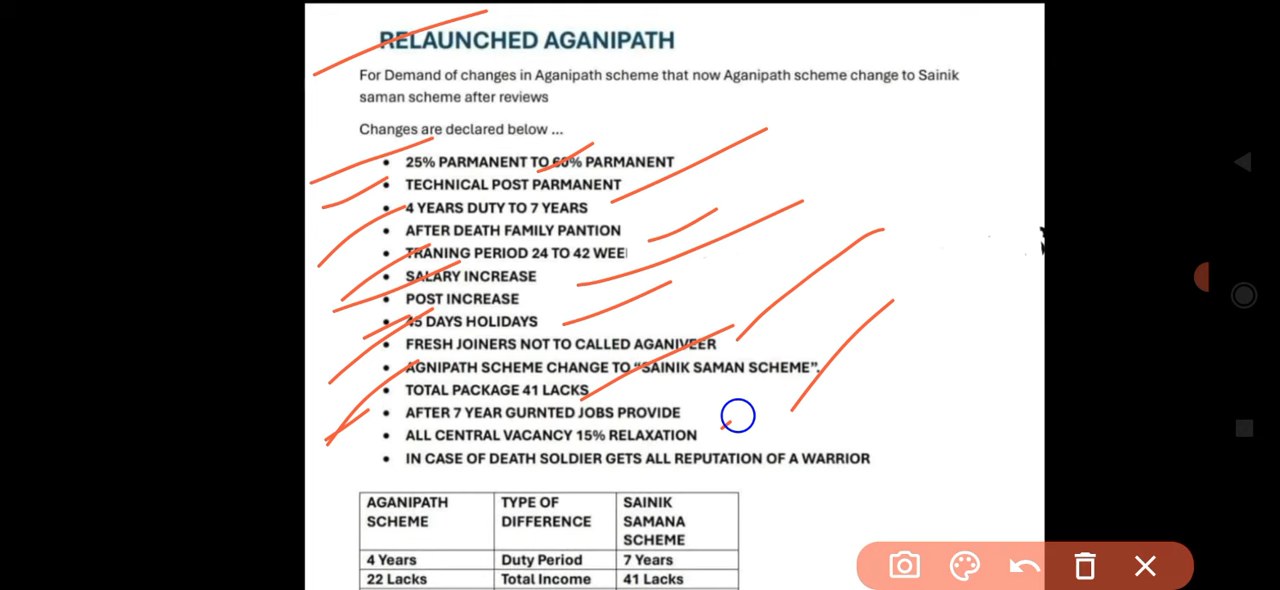 RELAUNCHED AGANIPATH
For Demand of changes in Aganipath scheme that now Aganipath scheme change to Sainik
saman scheme after reviews
Changes are declared below ...
• 25% PARMANENT TO 60% PARMANENT
• TECHNICAL POST PARMANENT
• 4 YEARS DUTY TO 7 YEARS
• AFTER DEATH FAMILY PANTION
• TRANING PERIOD 24 TO 42 WEE
• SALARY INCREASE
• POST INCREASE
• 45 DAYS HOLIDAYS
• FRESH JOINERS NOT TO CALLED AGANIVEER
• AGNIPATH SCHEME CHANGE TO “SAINIK SAMAN SCHEME”.
• TOTAL PACKAGE 41 LACKS
• AFTER 7 YEAR GURNTED JOBS PROVIDE
• ALL CENTRAL VACANCY 15% RELAXATION
• IN CASE OF DEATH SOLDIER GETS ALL REPUTATION OF A WARRIOR
AGANIPATH SCHEME TYPE OF DIFFERENCE SAINIK SAMANA SCHEME
4 Years Duty Period 7 Years
22 Lacks Total Income 41 Lacks